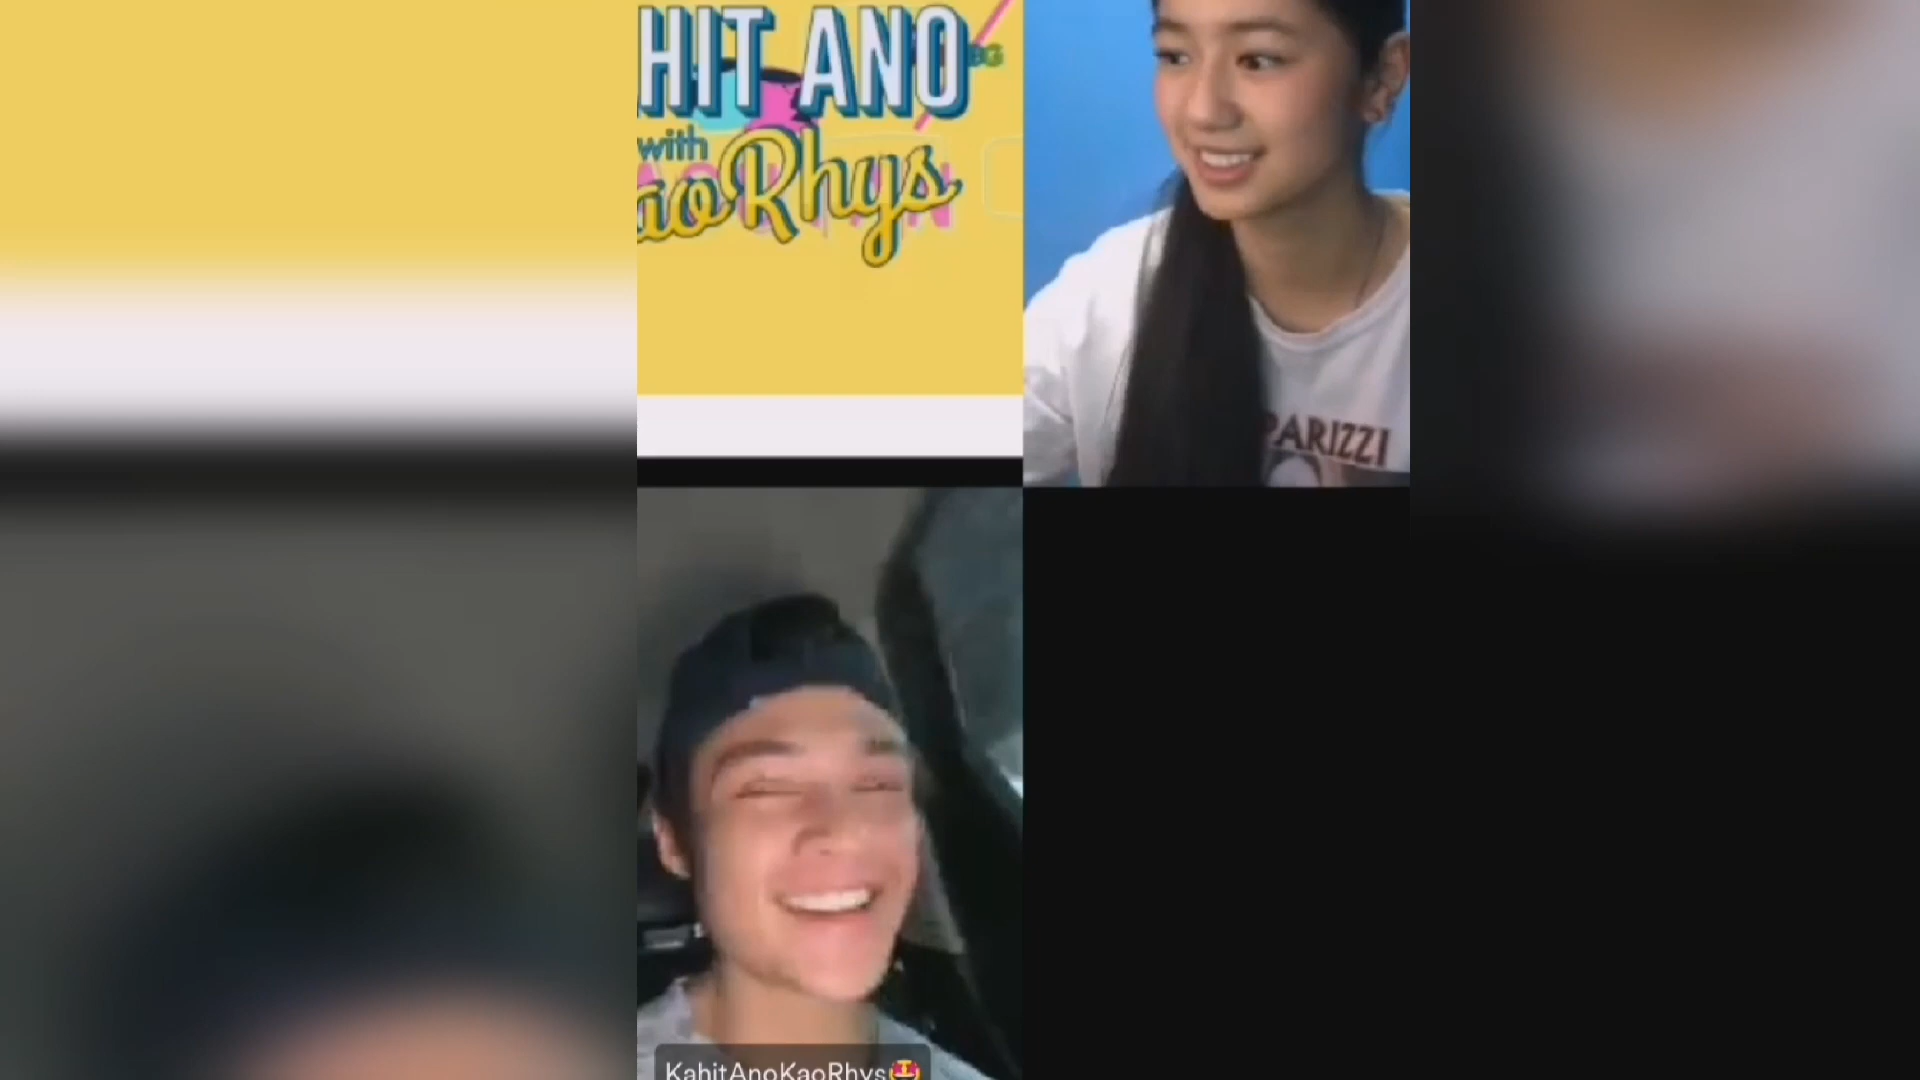 HIT ANO
with
aoRhys
PARIZZI
KahitAnoKaoRhys🤩